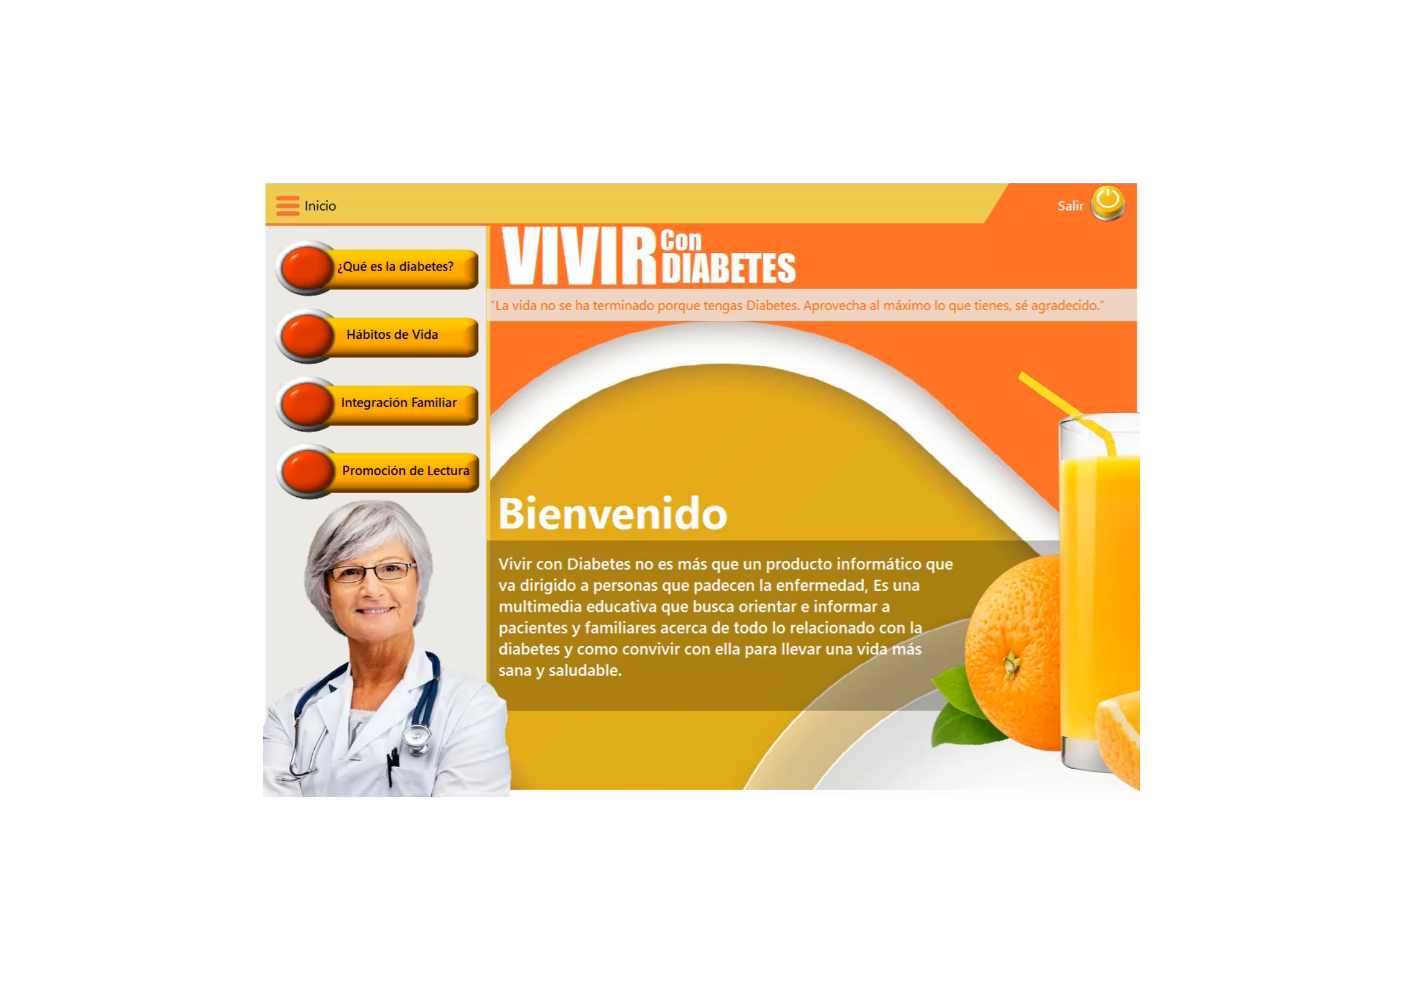 Inicio
Salir
¿Qué es la diabetes?
Hábitos de Vida
Integración Familiar
Promoción de Lectura
VIVIR Con
DIABETES
"La vida no se ha terminado porque tengas Diabetes. Aprovecha al máximo lo que tienes, sé agradecido."
Bienvenido
Vivir con Diabetes no es más que un producto informático que
va dirigido a personas que padecen la enfermedad, Es una
multimedia educativa que busca orientar e informar a
pacientes y familiares acerca de todo lo relacionado con la
diabetes y como convivir con ella para llevar una vida más
sana y saludable.